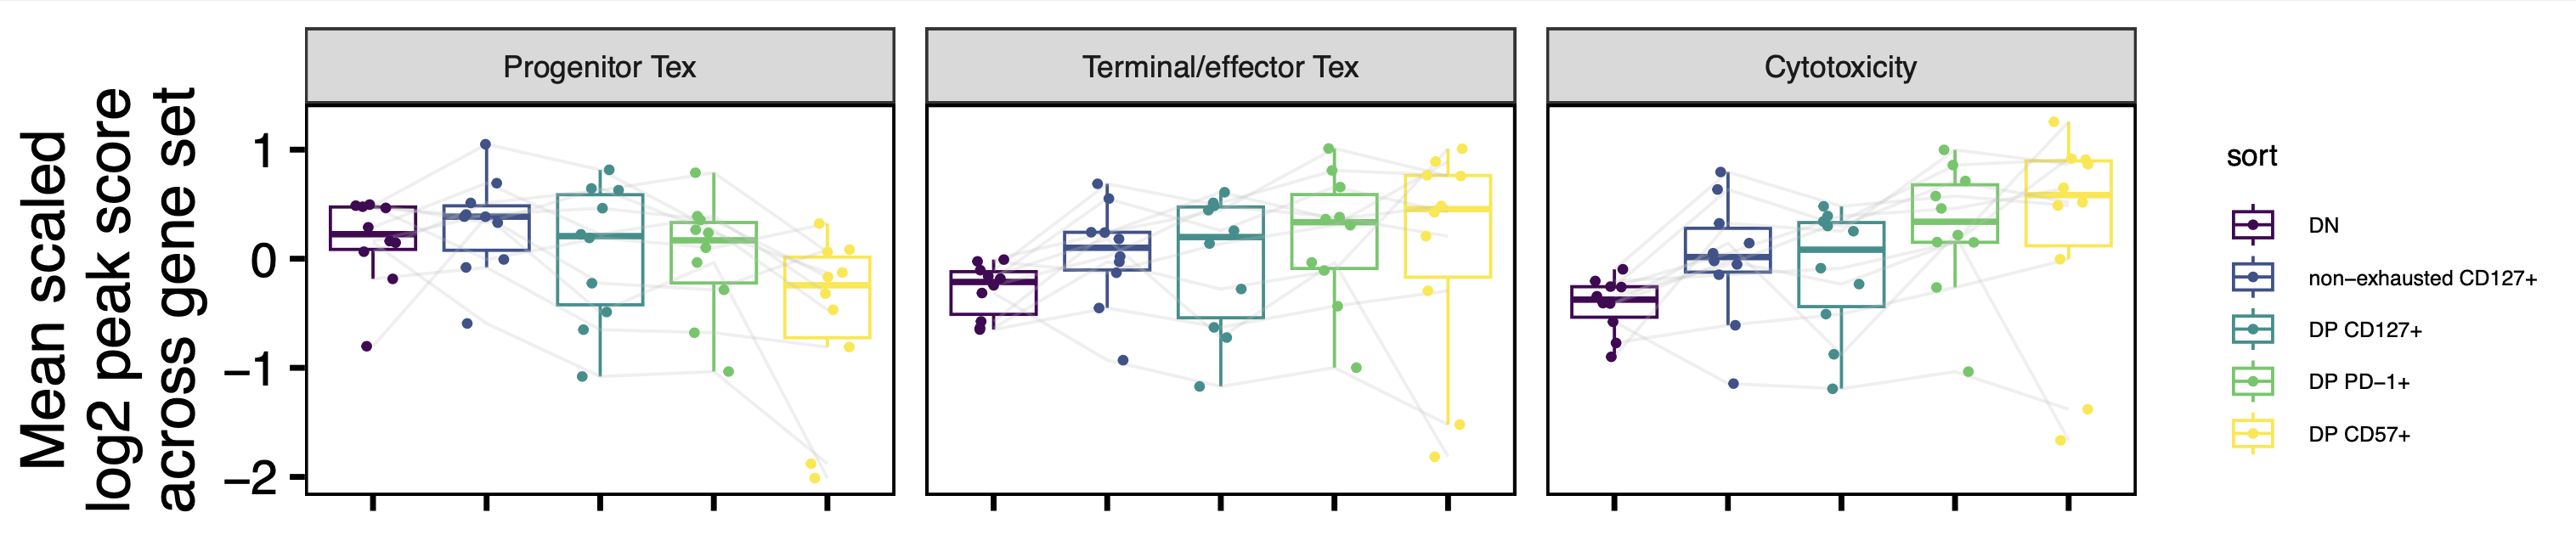 Mean scaled
log2 peak score
across gene set
Progenitor Tex
Terminal/effector Tex
Cytotoxicity
1
0
−1
−2
sort
DN
non−exhausted CD127+
DP CD127+
DP PD−1+
DP CD57+